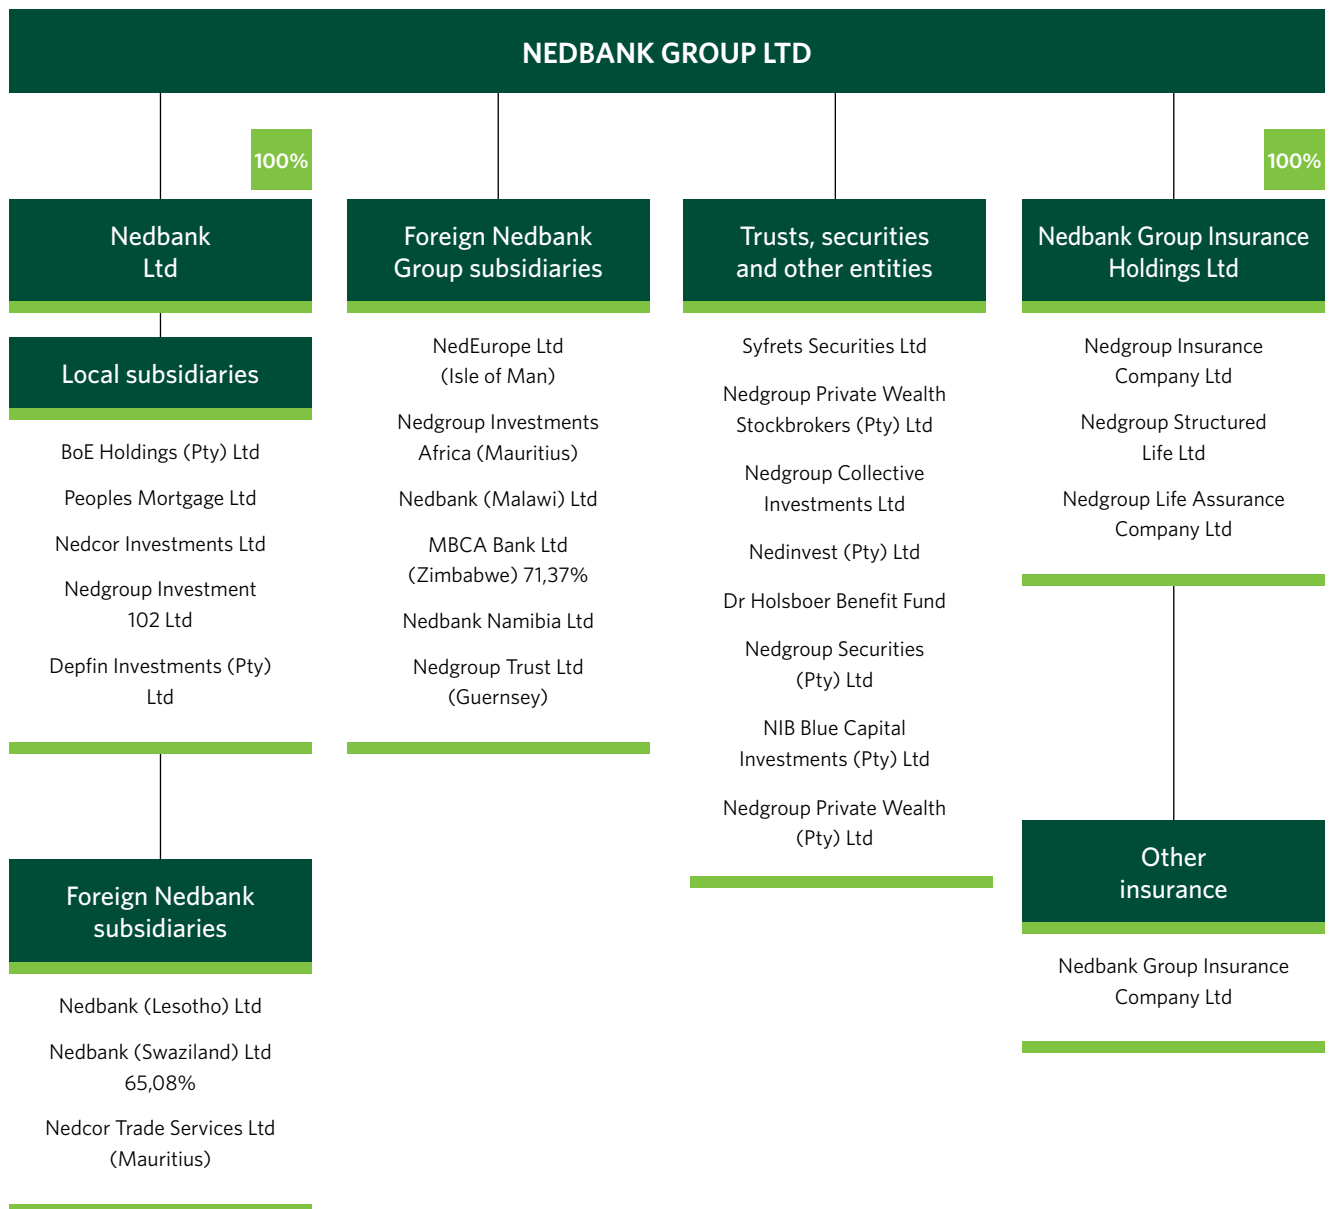 NEDBANK GROUP LTD
100%
Nedbank
Ltd
Local subsidiaries
BoE Holdings (Pty) Ltd
Peoples Mortgage Ltd
Nedcor Investments Ltd
Nedgroup Investment
102 Ltd
Depfin Investments (Pty)
Ltd
Foreign Nedbank
subsidiaries
Nedbank (Lesotho) Ltd
Nedbank (Swaziland) Ltd
65,08%
Nedcor Trade Services Ltd
(Mauritius)
Foreign Nedbank
Group subsidiaries
NedEurope Ltd
(Isle of Man)
Nedgroup Investments
Africa (Mauritius)
Nedbank (Malawi) Ltd
MBCA Bank Ltd
(Zimbabwe) 71,37%
Nedbank Namibia Ltd
Nedgroup Trust Ltd
(Guernsey)
Trusts, securities
and other entities
Syfrets Securities Ltd
Nedgroup Private Wealth
Stockbrokers (Pty) Ltd
Nedgroup Collective
Investments Ltd
Nedinvest (Pty) Ltd
Dr Holsboer Benefit Fund
Nedgroup Securities
(Pty) Ltd
NIB Blue Capital
Investments (Pty) Ltd
Nedgroup Private Wealth
(Pty) Ltd
100%
Nedbank Group Insurance
Holdings Ltd
Nedgroup Insurance
Company Ltd
Nedgroup Structured
Life Ltd
Nedgroup Life Assurance
Company Ltd
Other
insurance
Nedbank Group Insurance
Company Ltd